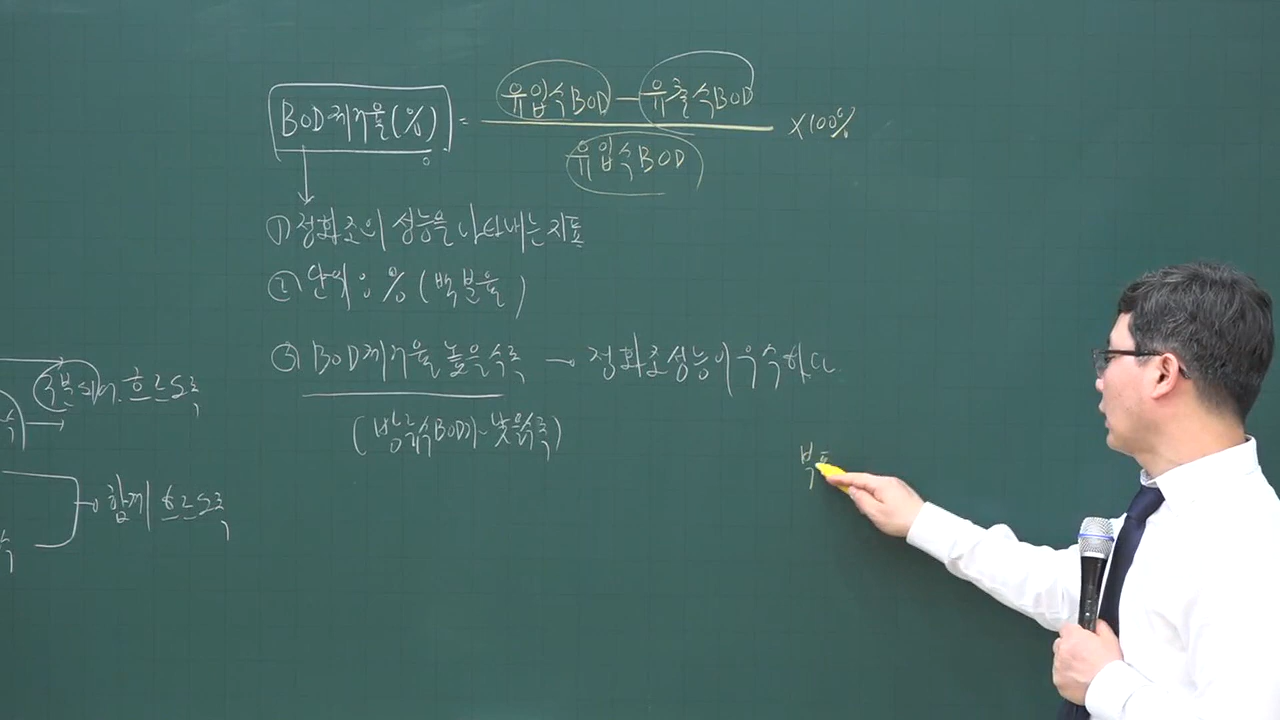 BOD제거율(%) = 유입수BOD - 유출수BOD / 유입수BOD ×100%
① 정화조의 성능을 나타내는 지표
② 단위 : % (백분율)
③ BOD제거율 높을수록 → 정화조성능이 우수하다.
(방류수BOD가 낮을수록)
흐르도록
→ 함께 흐르도록